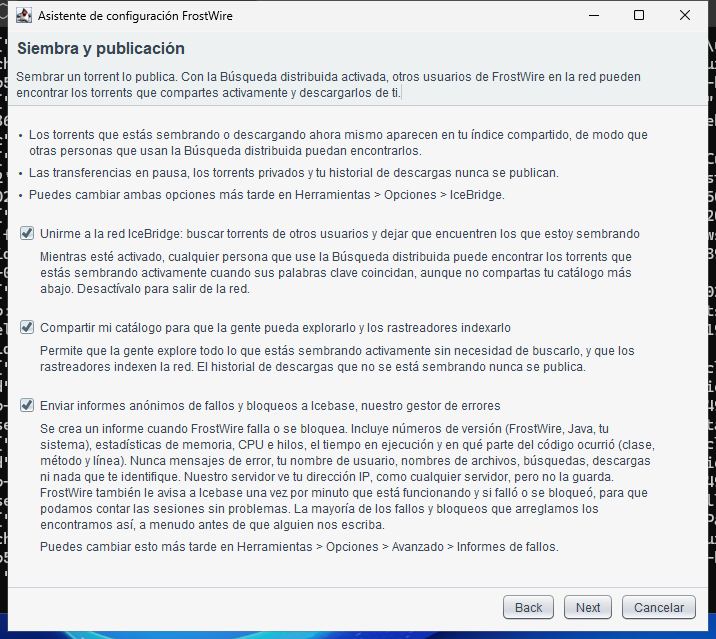 Asistente de configuración FrostWire
Siembra y publicación
Sembrar un torrent lo publica. Con la Búsqueda distribuida activada, otros usuarios de FrostWire en la red pueden
encontrar los torrents que compartes activamente y descargarlos de ti.
• Los torrents que estás sembrando o descargando ahora mismo aparecen en tu índice compartido, de modo que
otras personas que usan la Búsqueda distribuida puedan encontrarlos.
• Las transferencias en pausa, los torrents privados y tu historial de descargas nunca se publican.
• Puedes cambiar ambas opciones más tarde en Herramientas > Opciones > IceBridge.
Unirme a la red IceBridge: buscar torrents de otros usuarios y dejar que encuentren los que estoy sembrando
Mientras esté activado, cualquier persona que use la Búsqueda distribuida puede encontrar los torrents que
estás sembrando activamente cuando sus palabras clave coincidan, aunque no compartas tu catálogo más
abajo. Desactívalo para salir de la red.
Compartir mi catálogo para que la gente pueda explorarlo y los rastreadores indexarlo
Permite que la gente explore todo lo que estás sembrando activamente sin necesidad de buscarlo, y que los
rastreadores indexen la red. El historial de descargas que no se está sembrando nunca se publica.
Enviar informes anónimos de fallos y bloqueos a Icebase, nuestro gestor de errores
Se crea un informe cuando FrostWire falla o se bloquea. Incluye números de versión (FrostWire, Java, tu
sistema), estadísticas de memoria, CPU e hilos, el tiempo en ejecución y en qué parte del código ocurrió (clase,
método y línea). Nunca mensajes de error, tu nombre de usuario, nombres de archivos, búsquedas, descargas
ni nada que te identifique. Nuestro servidor ve tu dirección IP, como cualquier servidor, pero no la guarda.
FrostWire también le avisa a Icebase una vez por minuto que está funcionando y si falló o se bloqueó, para que
podamos contar las sesiones sin problemas. La mayoría de los fallos y bloqueos que arreglamos los
encontramos así, a menudo antes de que alguien nos escriba.
Puedes cambiar esto más tarde en Herramientas > Opciones > Avanzado > Informes de fallos.
Back
Next
Cancelar